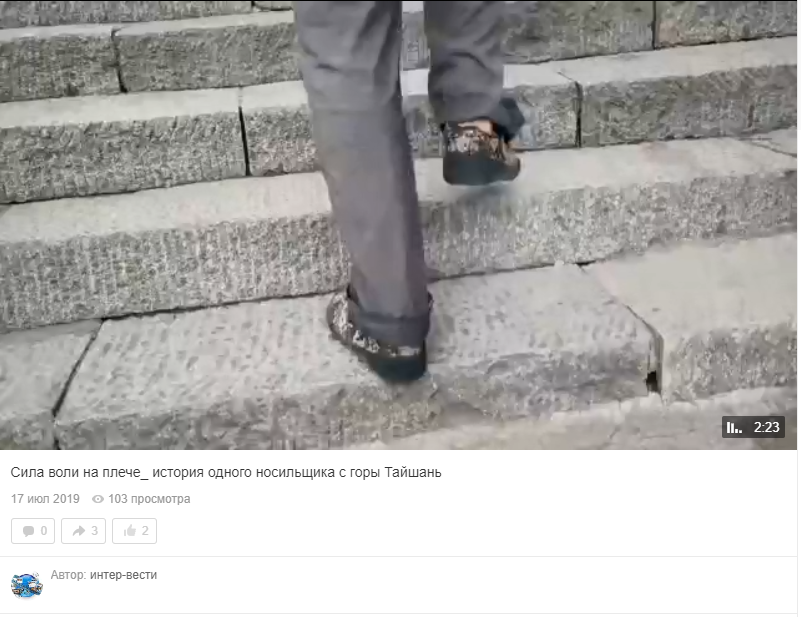 2:23
Сила воли на плече_ история одного носильщика с горы Тайшань
17 июл 2019 103 просмотра
0 3 2
Автор: интер-вести